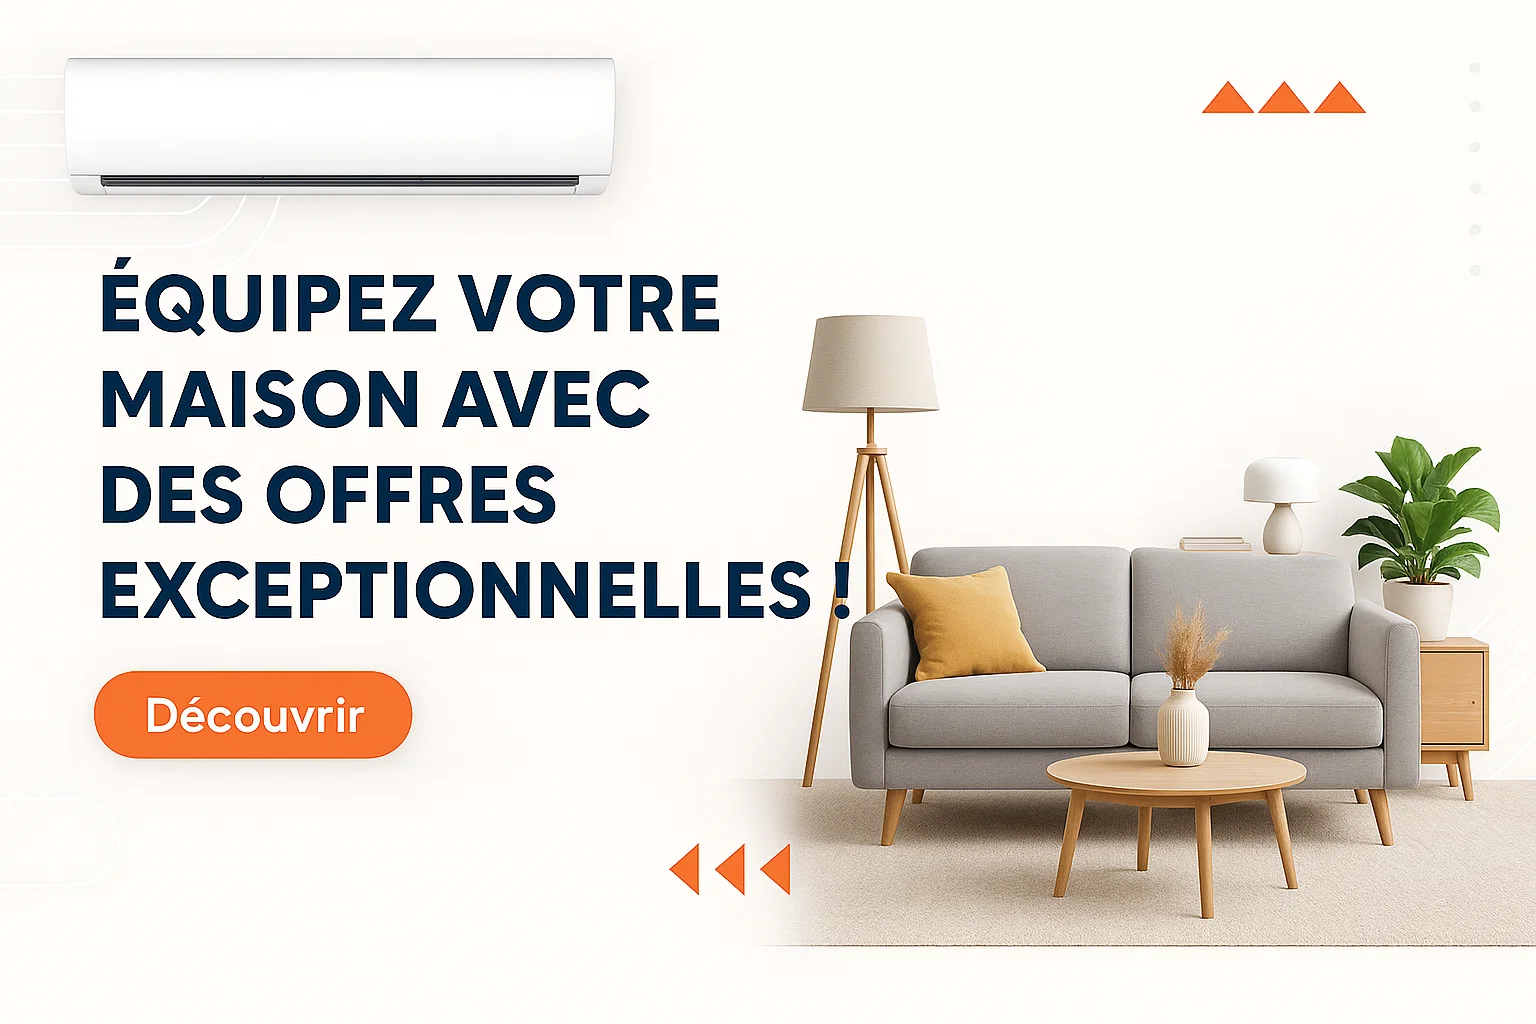 ÉQUIPEZ VOTRE
MAISON AVEC
DES OFFRES
EXCEPTIONNELLES !
Découvrir